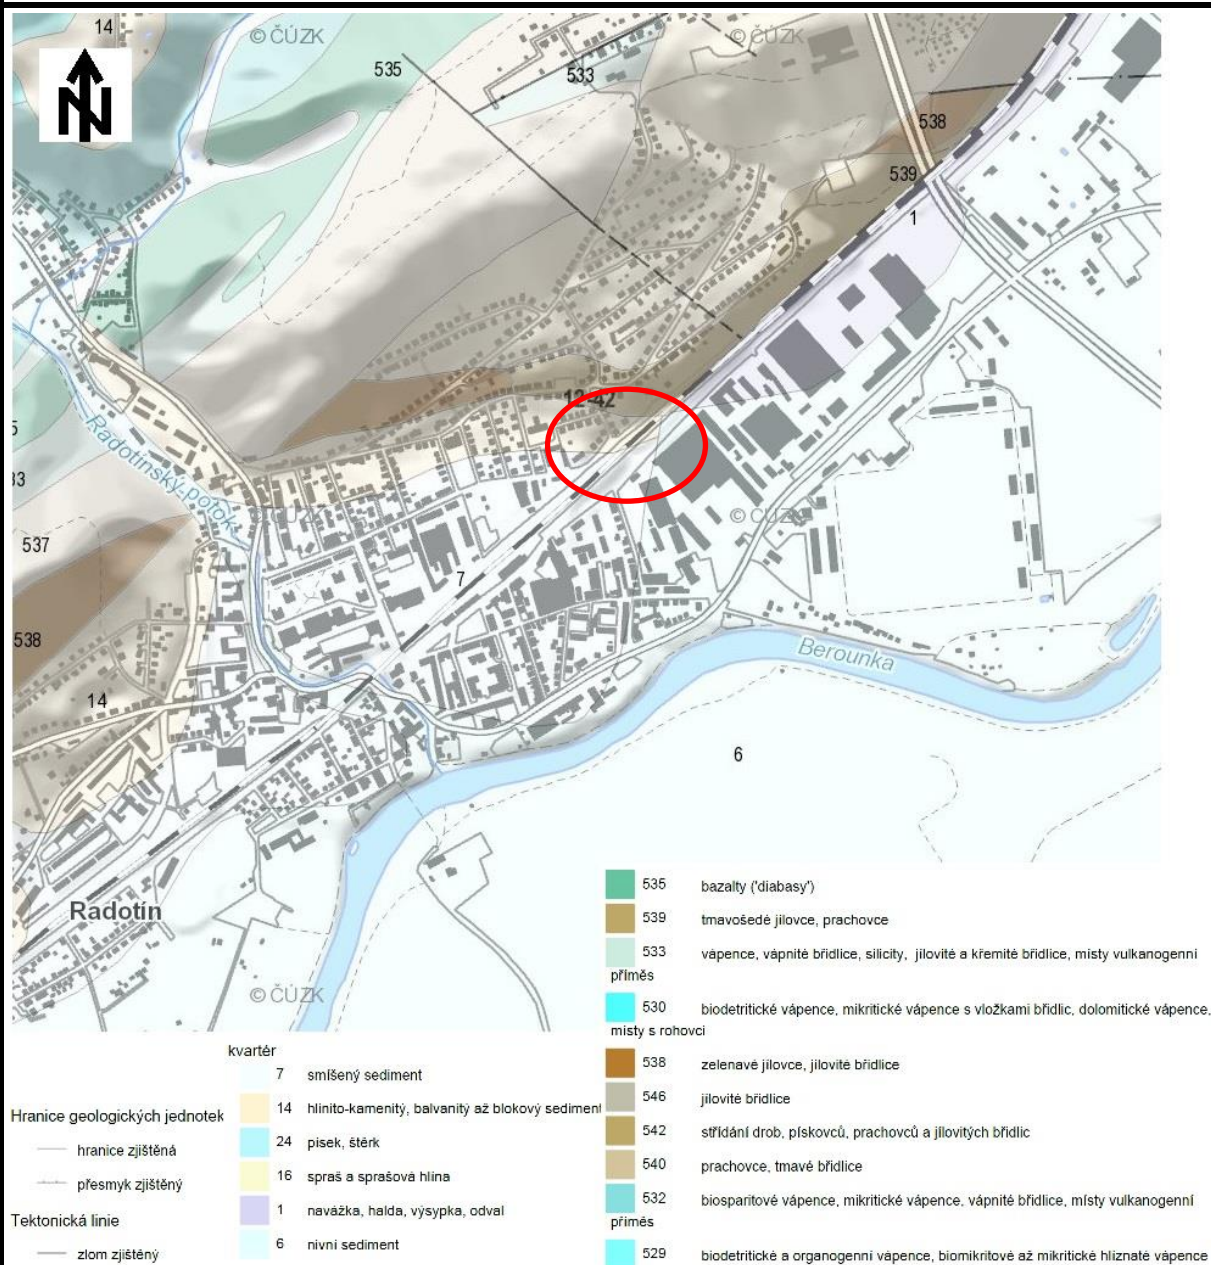 14
© ČÚZK
© ČÚZK
535
533
538
539
1
12-42
5
Radotínský potok
33
© ČÚZK
© ČÚZK
537
7
538
Berounka
14
6
Radotín
© ČÚZK
535 bazalty ('diabasy')
539 tmavošedé jílovce, prachovce
533 vápence, vápnité břidlice, silicity, jílovité a křemité břidlice, místy vulkanogenní
příměs
530 biodetritické vápence, mikritické vápence s vložkami břidlic, dolomitické vápence,
místy s rohovci
538 zelenavé jílovce, jílovité břidlice
546 jílovité břidlice
542 střídání drob, pískovců, prachovců a jílovitých břidlic
540 prachovce, tmavé břidlice
532 biosparitové vápence, mikritické vápence, vápnité břidlice, místy vulkanogenní
příměs
529 biodetritické a organogenní vápence, biomikritové až mikritické hlíznaté vápence
kvartér
7 smíšený sediment
14 hlinito-kamenitý, balvanitý až blokový sediment
24 písek, štěrk
16 spraš a sprašová hlína
1 navážka, halda, výsypka, odval
6 nivní sediment
Hranice geologických jednotek
hranice zjištěná
přesmyk zjištěný
Tektonická linie
zlom zjištěný